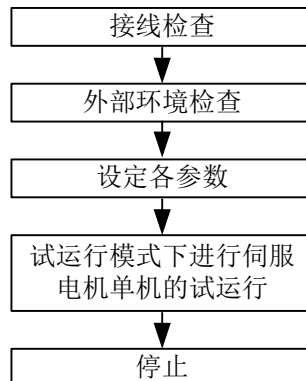 接线检查
外部环境检查
设定各参数
试运行模式下进行伺服
电机单机的试运行
停止